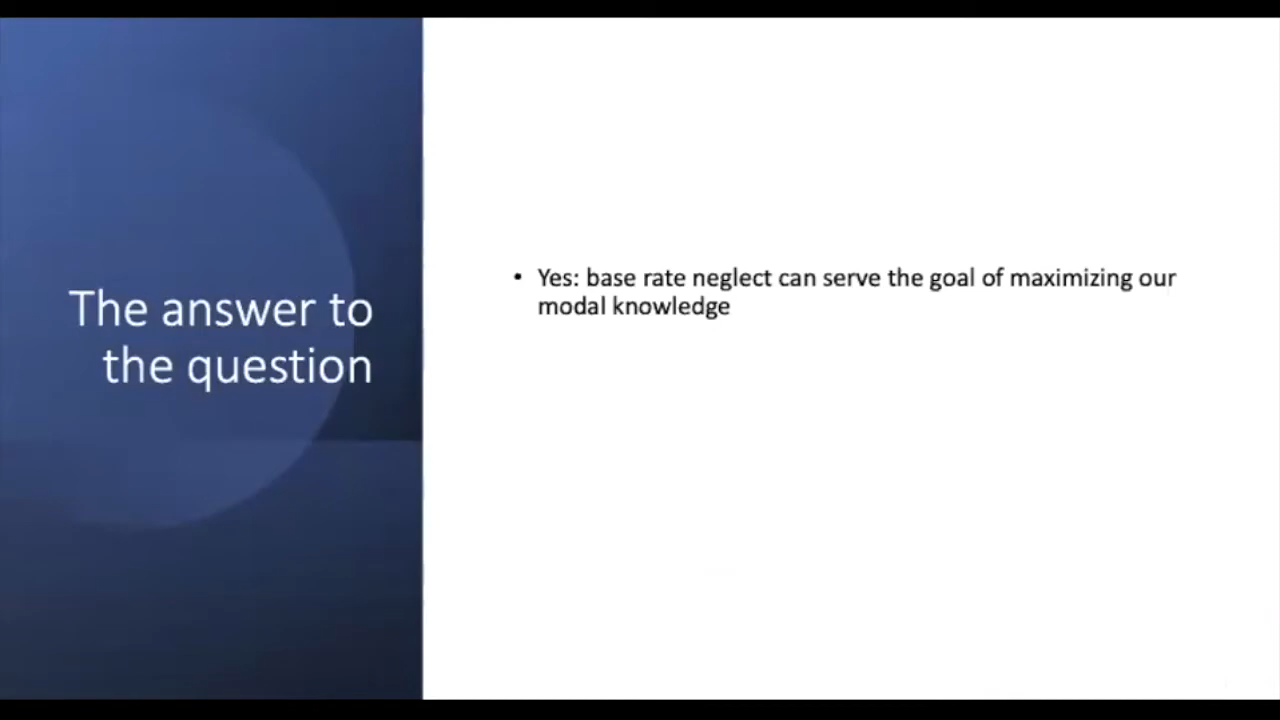 The answer to
the question
• Yes: base rate neglect can serve the goal of maximizing our
modal knowledge